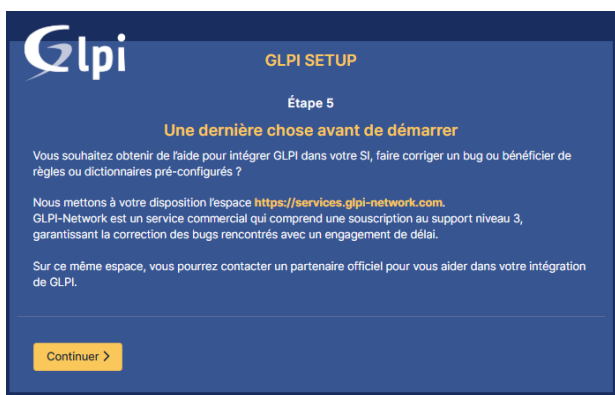 Glpi
GLPI SETUP
Étape 5
Une dernière chose avant de démarrer
Vous souhaitez obtenir de l'aide pour intégrer GLPI dans votre SI, faire corriger un bug ou bénéficier de
règles ou dictionnaires pré-configurés ?
Nous mettons à votre disposition l'espace https://services.glpi-network.com.
GLPI-Network est un service commercial qui comprend une souscription au support niveau 3,
garantissant la correction des bugs rencontrés avec un engagement de délai.
Sur ce même espace, vous pourrez contacter un partenaire officiel pour vous aider dans votre intégration
de GLPI.
Continuer >